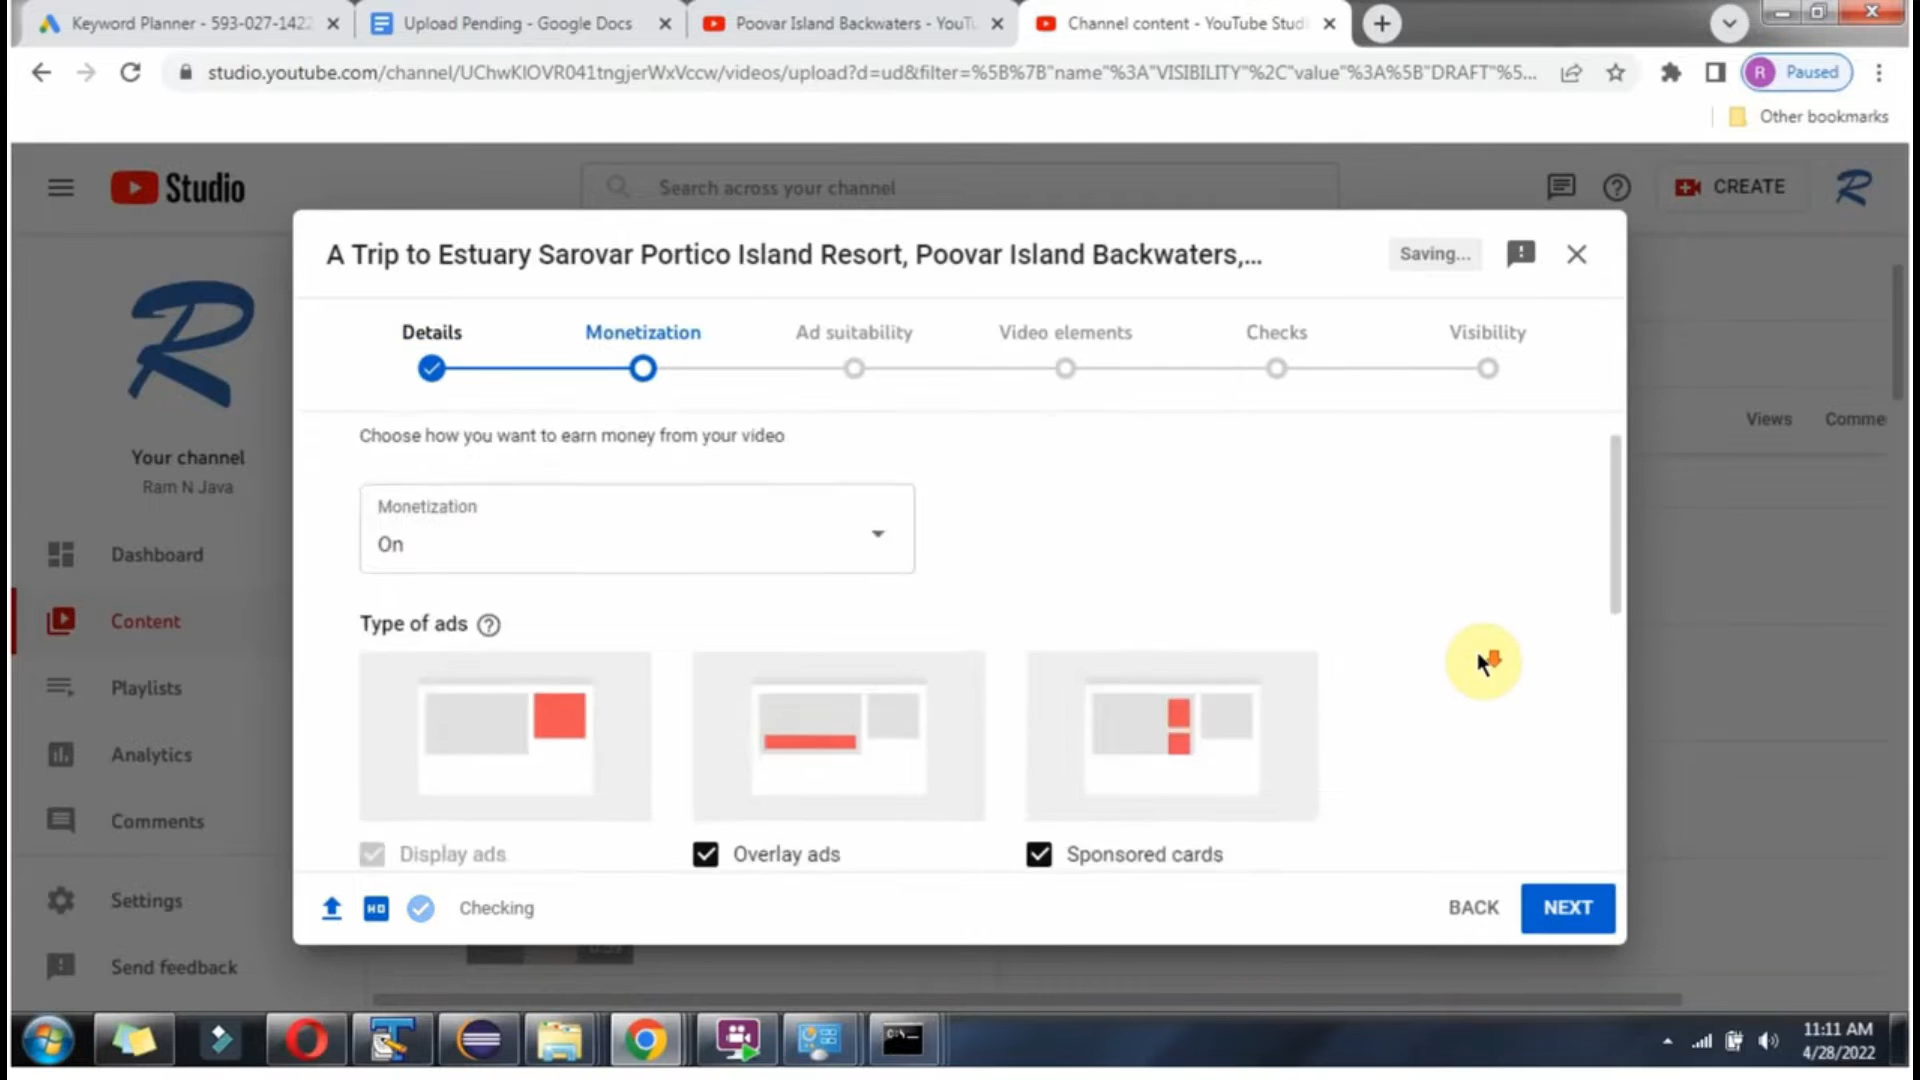 Keyword Planner - 593-027-1422
Upload Pending - Google Docs
Poovar Island Backwaters - YouTu
Channel content - YouTube Studi
studio.youtube.com/channel/UChwKlOVR041tngjerWxVccw/videos/upload?d=ud&filter=%5B%7B"name"%3A"VISIBILITY"%2C"value"%3A%5B"DRAFT"%5...
R Paused
Other bookmarks
Studio
Search across your channel
CREATE
A Trip to Estuary Sarovar Portico Island Resort, Poovar Island Backwaters,...
Saving...
Details
Monetization
Ad suitability
Video elements
Checks
Visibility
Views
Comme
Choose how you want to earn money from your video
Your channel
Ram N Java
Monetization
On
Dashboard
Content
Playlists
Analytics
Comments
Settings
Send feedback
Type of ads
Display ads
Overlay ads
Sponsored cards
HD
Checking
BACK
NEXT
C:\
11:11 AM
4/28/2022